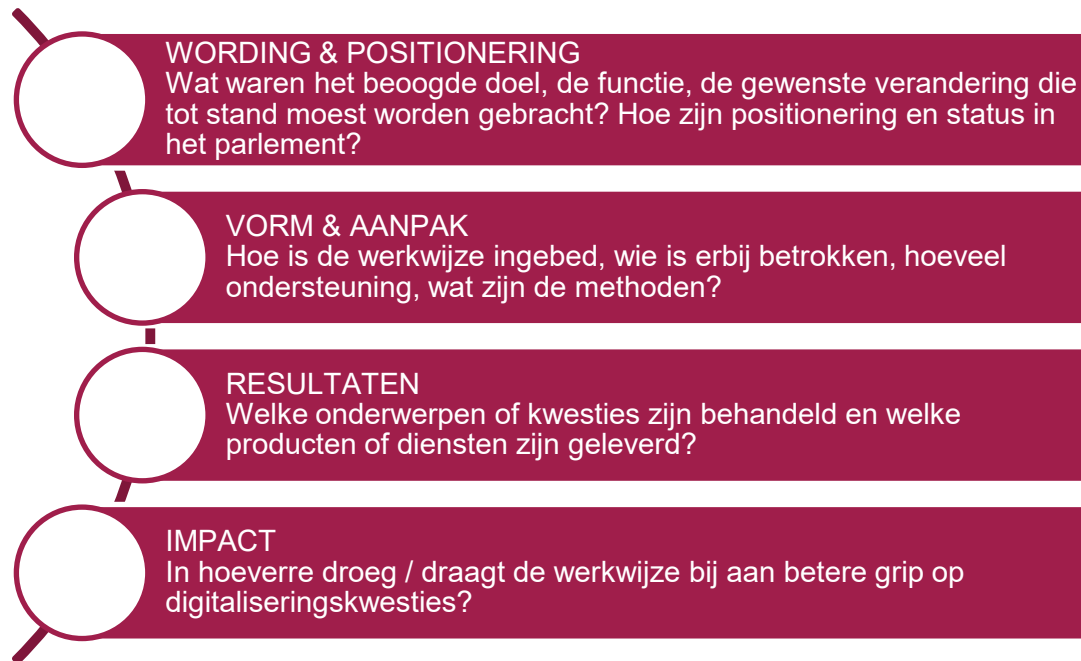 WORDING & POSITIONERING
Wat waren het beoogde doel, de functie, de gewenste verandering die
tot stand moest worden gebracht? Hoe zijn positionering en status in
het parlement?
VORM & AANPAK
Hoe is de werkwijze ingebed, wie is erbij betrokken, hoeveel
ondersteuning, wat zijn de methoden?
RESULTATEN
Welke onderwerpen of kwesties zijn behandeld en welke
producten of diensten zijn geleverd?
IMPACT
In hoeverre droeg / draagt de werkwijze bij aan betere grip op
digitaliseringskwesties?